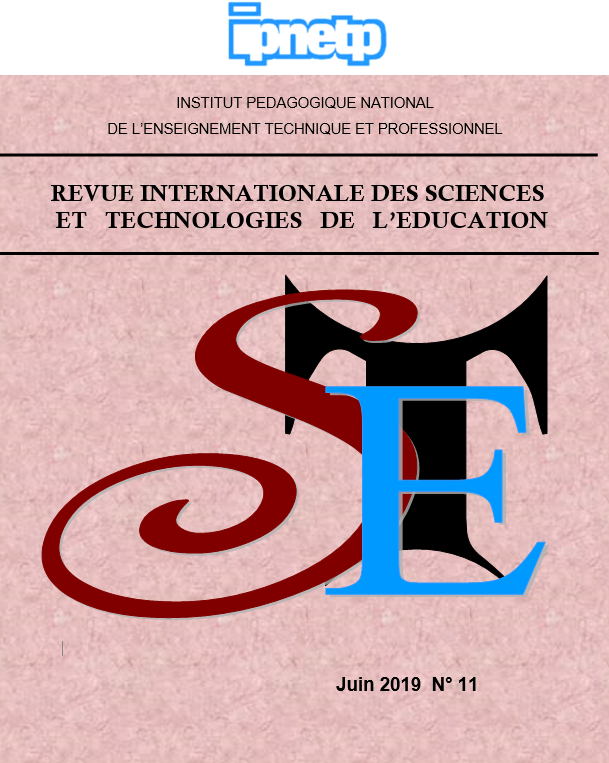 ipnetp
INSTITUT PEDAGOGIQUE NATIONAL
DE L'ENSEIGNEMENT TECHNIQUE ET PROFESSIONNEL
REVUE INTERNATIONALE DES SCIENCES
ET TECHNOLOGIES DE L'EDUCATION
STE
Juin 2019 N° 11